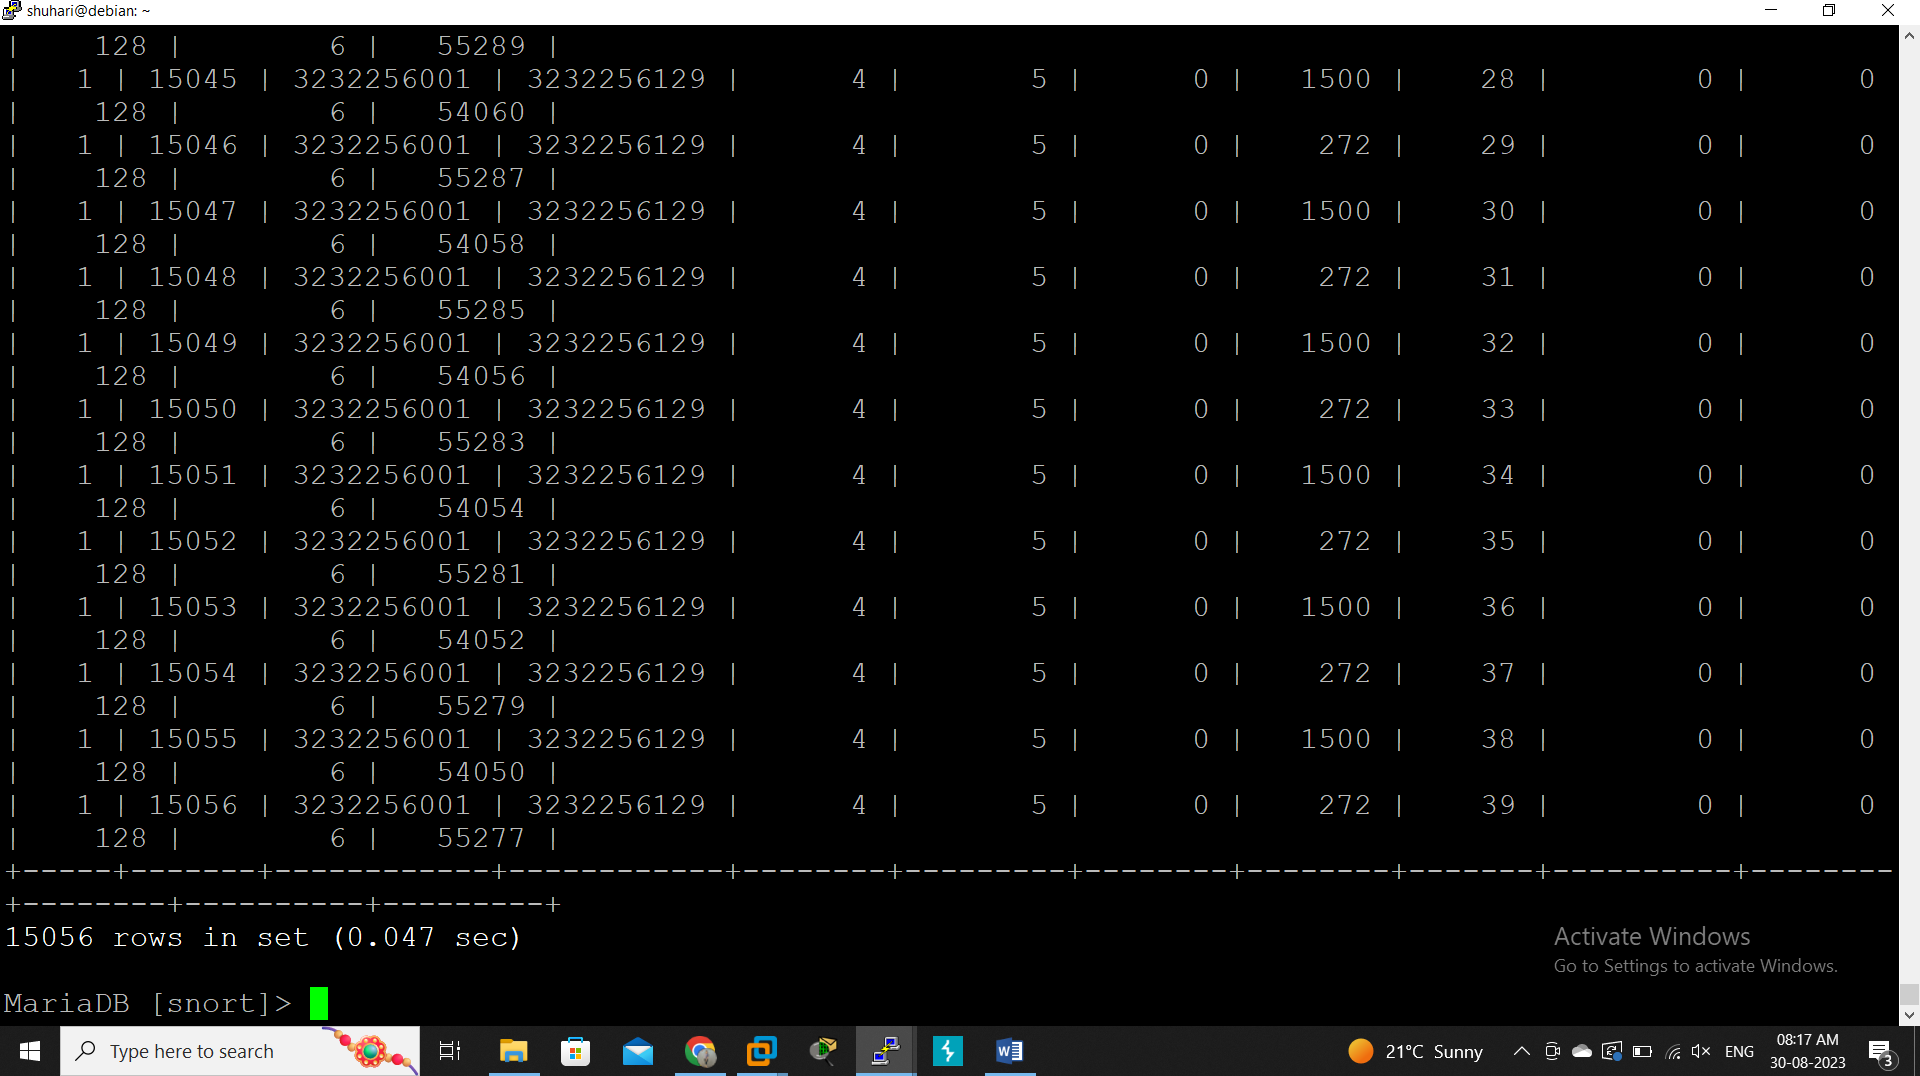 shuhari@debian: ~
|    128 |        6 |   55289 |
|   1 | 15045 | 3232256001 | 3232256129 |      4 |       5 |      0 |   1500 |    28 |        0 |      0
|    128 |        6 |   54060 |
|   1 | 15046 | 3232256001 | 3232256129 |      4 |       5 |      0 |    272 |    29 |        0 |      0
|    128 |        6 |   55287 |
|   1 | 15047 | 3232256001 | 3232256129 |      4 |       5 |      0 |   1500 |    30 |        0 |      0
|    128 |        6 |   54058 |
|   1 | 15048 | 3232256001 | 3232256129 |      4 |       5 |      0 |    272 |    31 |        0 |      0
|    128 |        6 |   55285 |
|   1 | 15049 | 3232256001 | 3232256129 |      4 |       5 |      0 |   1500 |    32 |        0 |      0
|    128 |        6 |   54056 |
|   1 | 15050 | 3232256001 | 3232256129 |      4 |       5 |      0 |    272 |    33 |        0 |      0
|    128 |        6 |   55283 |
|   1 | 15051 | 3232256001 | 3232256129 |      4 |       5 |      0 |   1500 |    34 |        0 |      0
|    128 |        6 |   54054 |
|   1 | 15052 | 3232256001 | 3232256129 |      4 |       5 |      0 |    272 |    35 |        0 |      0
|    128 |        6 |   55281 |
|   1 | 15053 | 3232256001 | 3232256129 |      4 |       5 |      0 |   1500 |    36 |        0 |      0
|    128 |        6 |   54052 |
|   1 | 15054 | 3232256001 | 3232256129 |      4 |       5 |      0 |    272 |    37 |        0 |      0
|    128 |        6 |   55279 |
|   1 | 15055 | 3232256001 | 3232256129 |      4 |       5 |      0 |   1500 |    38 |        0 |      0
|    128 |        6 |   54050 |
|   1 | 15056 | 3232256001 | 3232256129 |      4 |       5 |      0 |    272 |    39 |        0 |      0
|    128 |        6 |   55277 |
+-----+-------+------------+------------+--------+---------+--------+--------+-------+----------+--------
+--------+----------+---------+
15056 rows in set (0.047 sec)
Activate Windows
Go to Settings to activate Windows.
MariaDB [snort]>
Type here to search
21°C Sunny
ENG
08:17 AM
30-08-2023
3